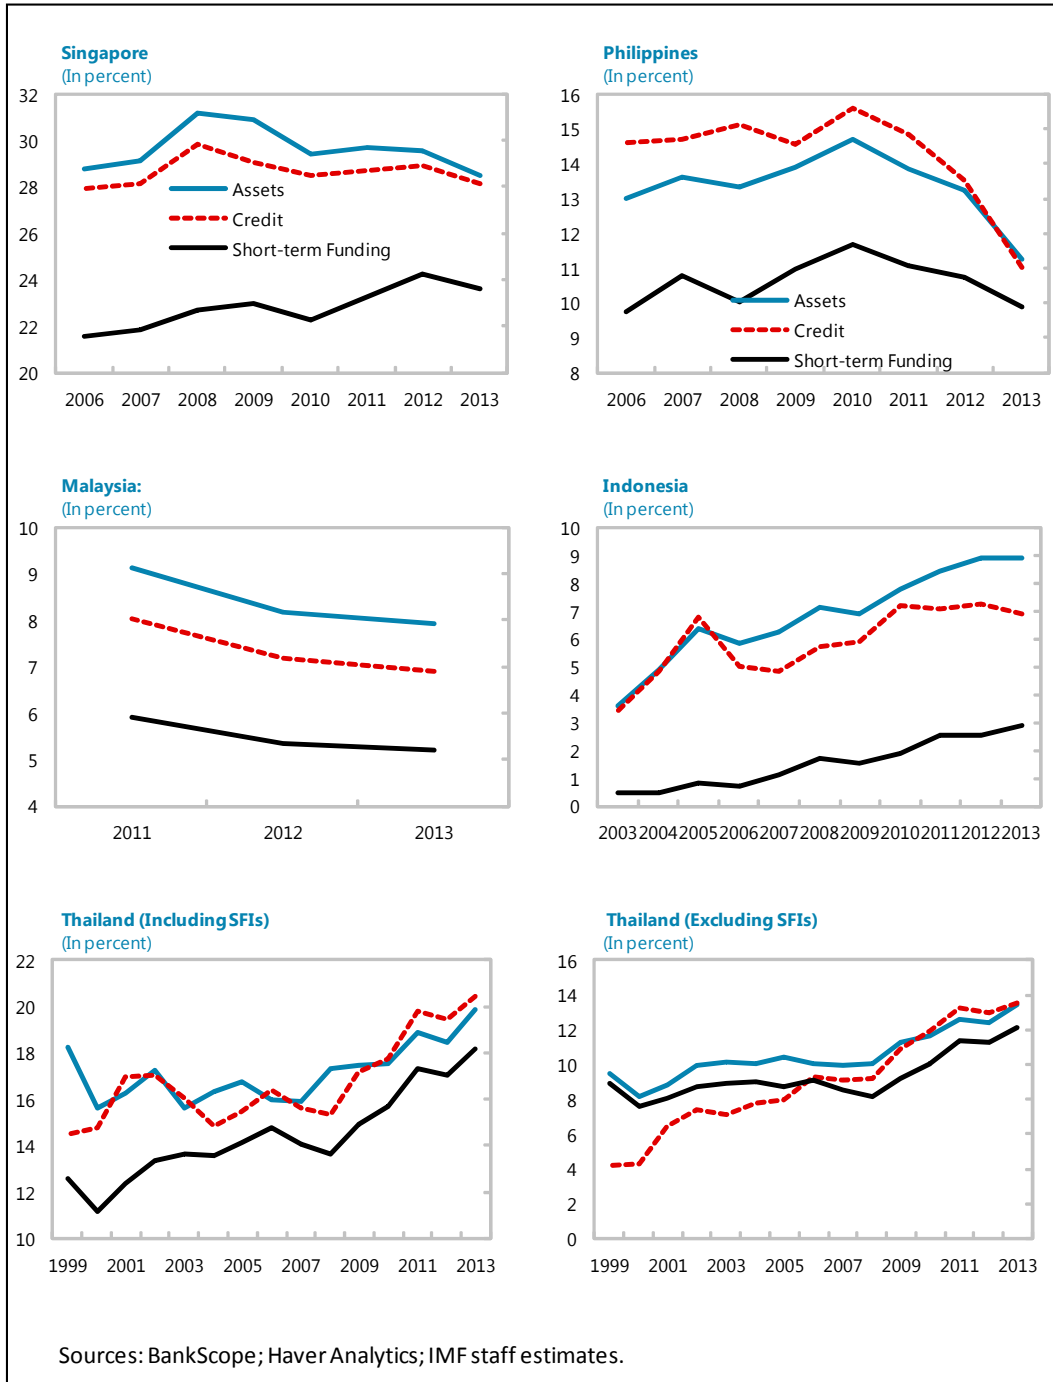 Singapore
(In percent)
32
30
28
26
24
22
20
Assets
Credit
Short-term Funding
2006 2007 2008 2009 2010 2011 2012 2013
Philippines
(In percent)
16
15
14
13
12
11
10
9
8
Assets
Credit
Short-term Funding
2006 2007 2008 2009 2010 2011 2012 2013
Malaysia:
(In percent)
10
9
8
7
6
5
4
2011 2012 2013
Indonesia
(In percent)
10
9
8
7
6
5
4
3
2
1
0
2003 2004 2005 2006 2007 2008 2009 2010 2011 2012 2013
Thailand (Including SFIs)
(In percent)
22
20
18
16
14
12
10
1999 2001 2003 2005 2007 2009 2011 2013
Thailand (Excluding SFIs)
(In percent)
16
14
12
10
8
6
4
2
0
1999 2001 2003 2005 2007 2009 2011 2013
Sources: BankScope; Haver Analytics; IMF staff estimates.